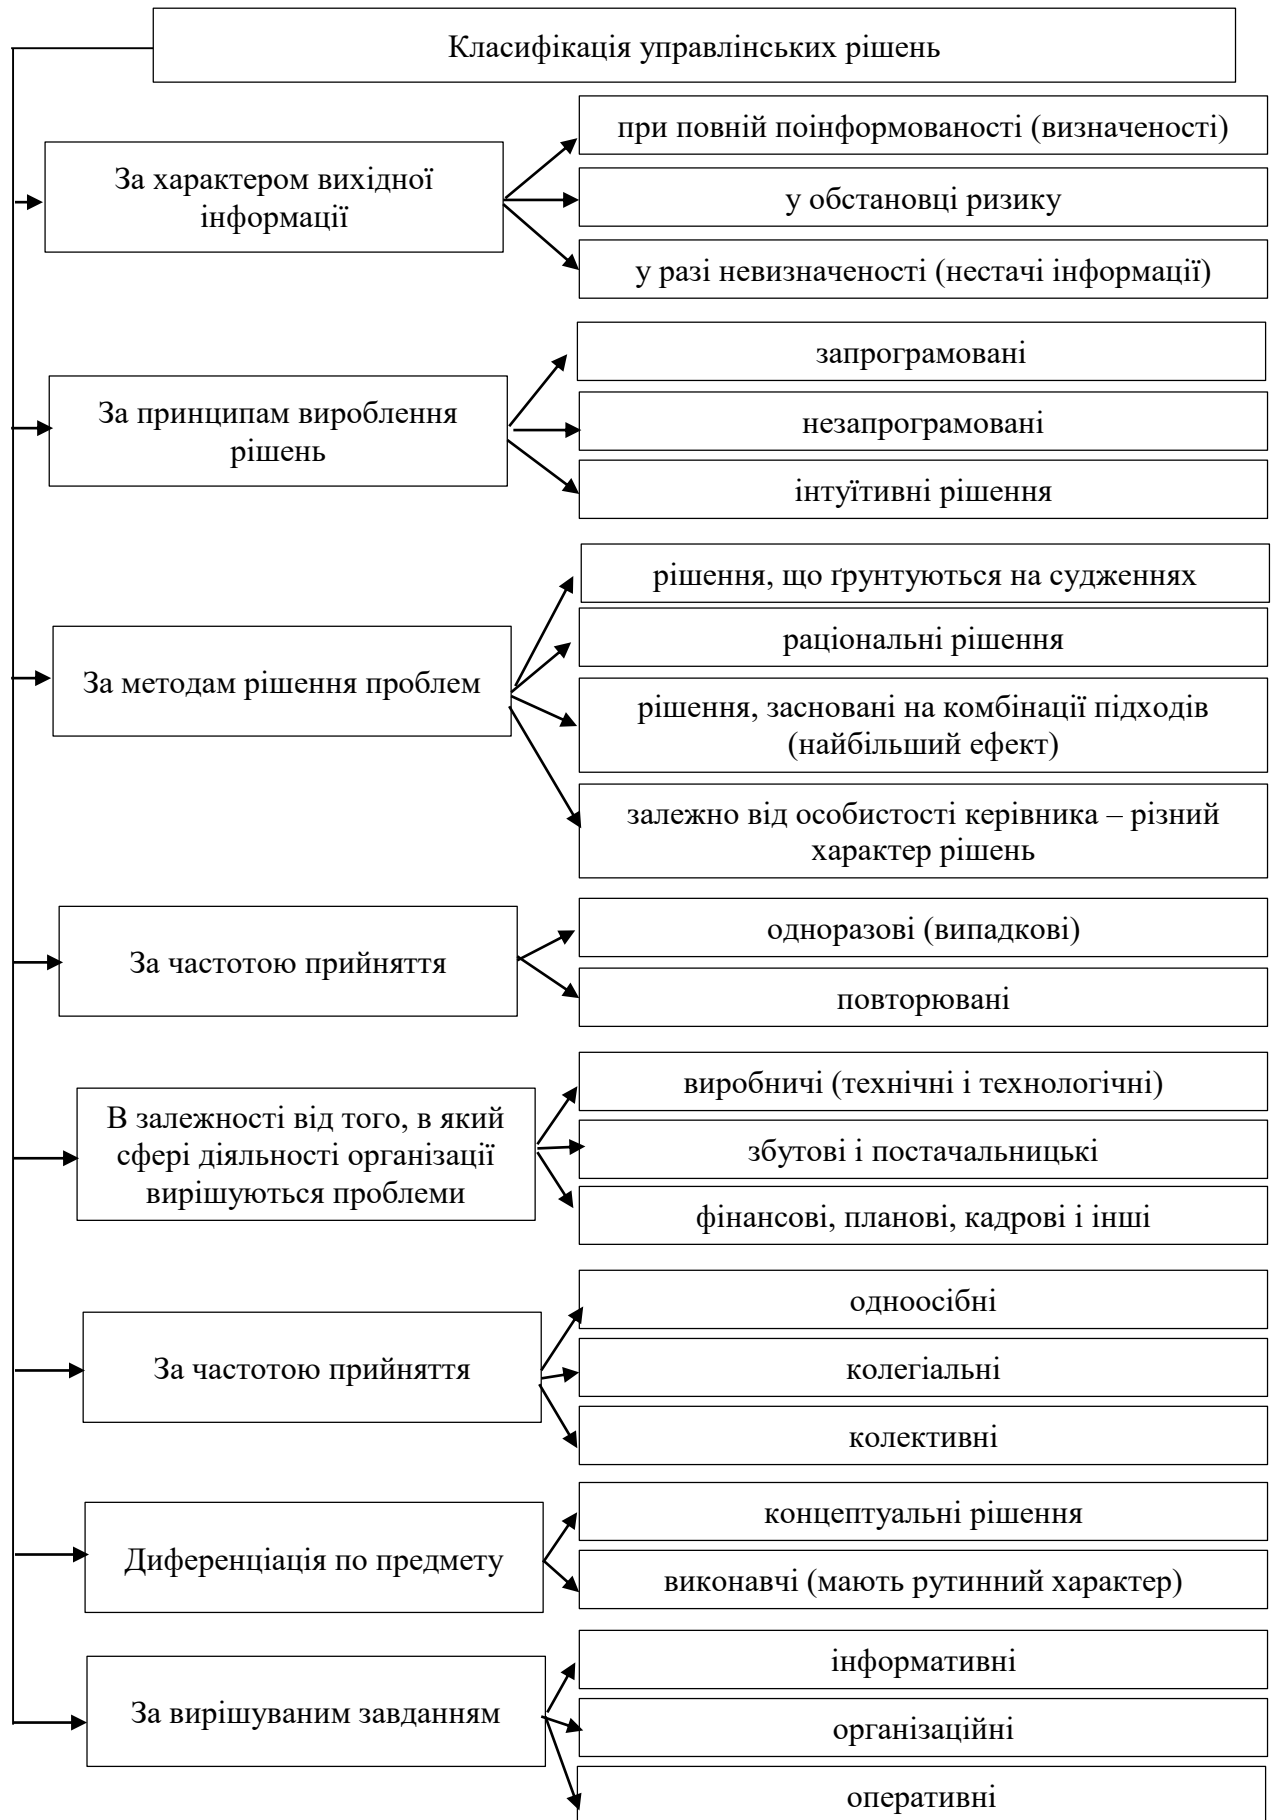 Класифікація управлінських рішень
За характером вихідної
інформації
при повній поінформованості (визначеності)
у обстановці ризику
у разі невизначеності (нестачі інформації)
За принципам вироблення
рішень
запрограмовані
незапрограмовані
інтуїтивні рішення
За методам рішення проблем
рішення, що ґрунтуються на судженнях
раціональні рішення
рішення, засновані на комбінації підходів
(найбільший ефект)
залежно від особистості керівника – різний
характер рішень
За частотою прийняття
одноразові (випадкові)
повторювані
В залежності від того, в який
сфері діяльності організації
вирішуються проблеми
виробничі (технічні і технологічні)
збутові і постачальницькі
фінансові, планові, кадрові і інші
За частотою прийняття
одноосібні
колегіальні
колективні
Диференціація по предмету
концептуальні рішення
виконавчі (мають рутинний характер)
За вирішуваним завданням
інформативні
організаційні
оперативні